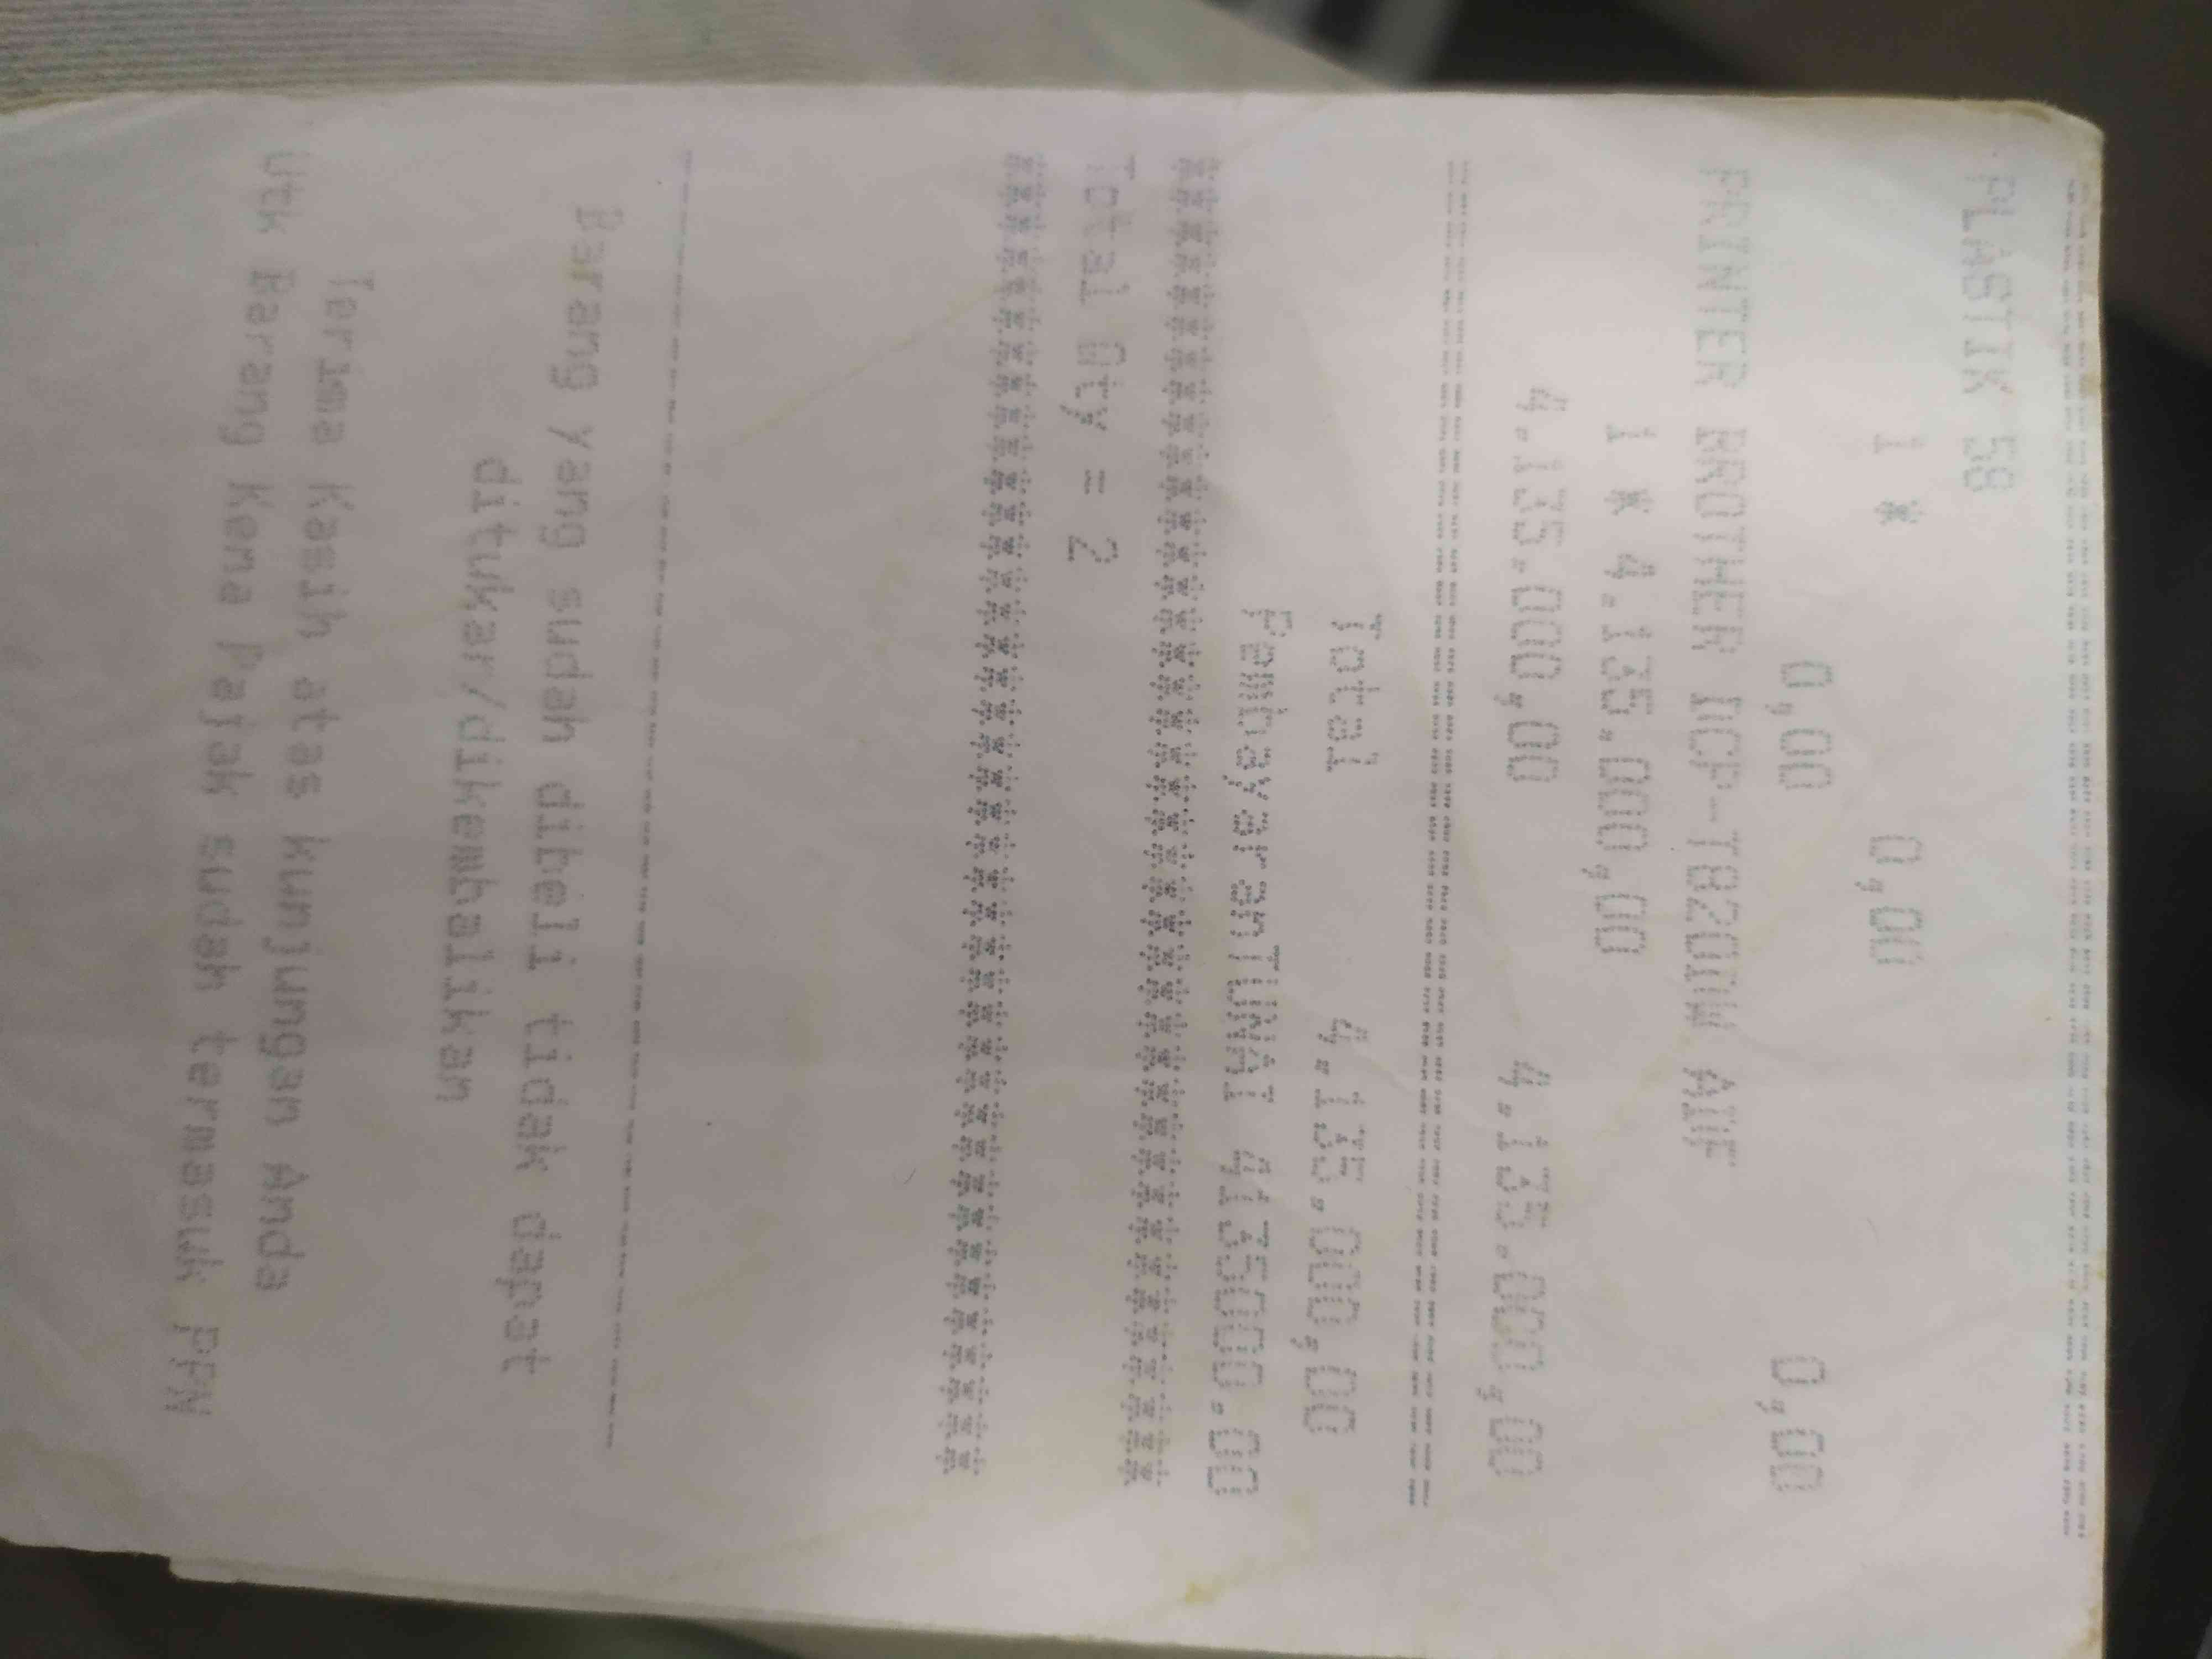 PLASTIK 58
1 * 0,00
0,00 0,00
PRINTER BROTHER DCP-T820DW AIIF
1 * 4.135.000,00
4.135.000,00 4.135.000,00
Total 4.135.000,00
PembayaranTUNAI 4135000.00
Total Qty = 2
Barang yang sudah dibeli tidak dapat
ditukar/dikembalikan
Terima Kasih atas kunjungan Anda
Utk Barang Kena Pajak sudah termasuk PPN